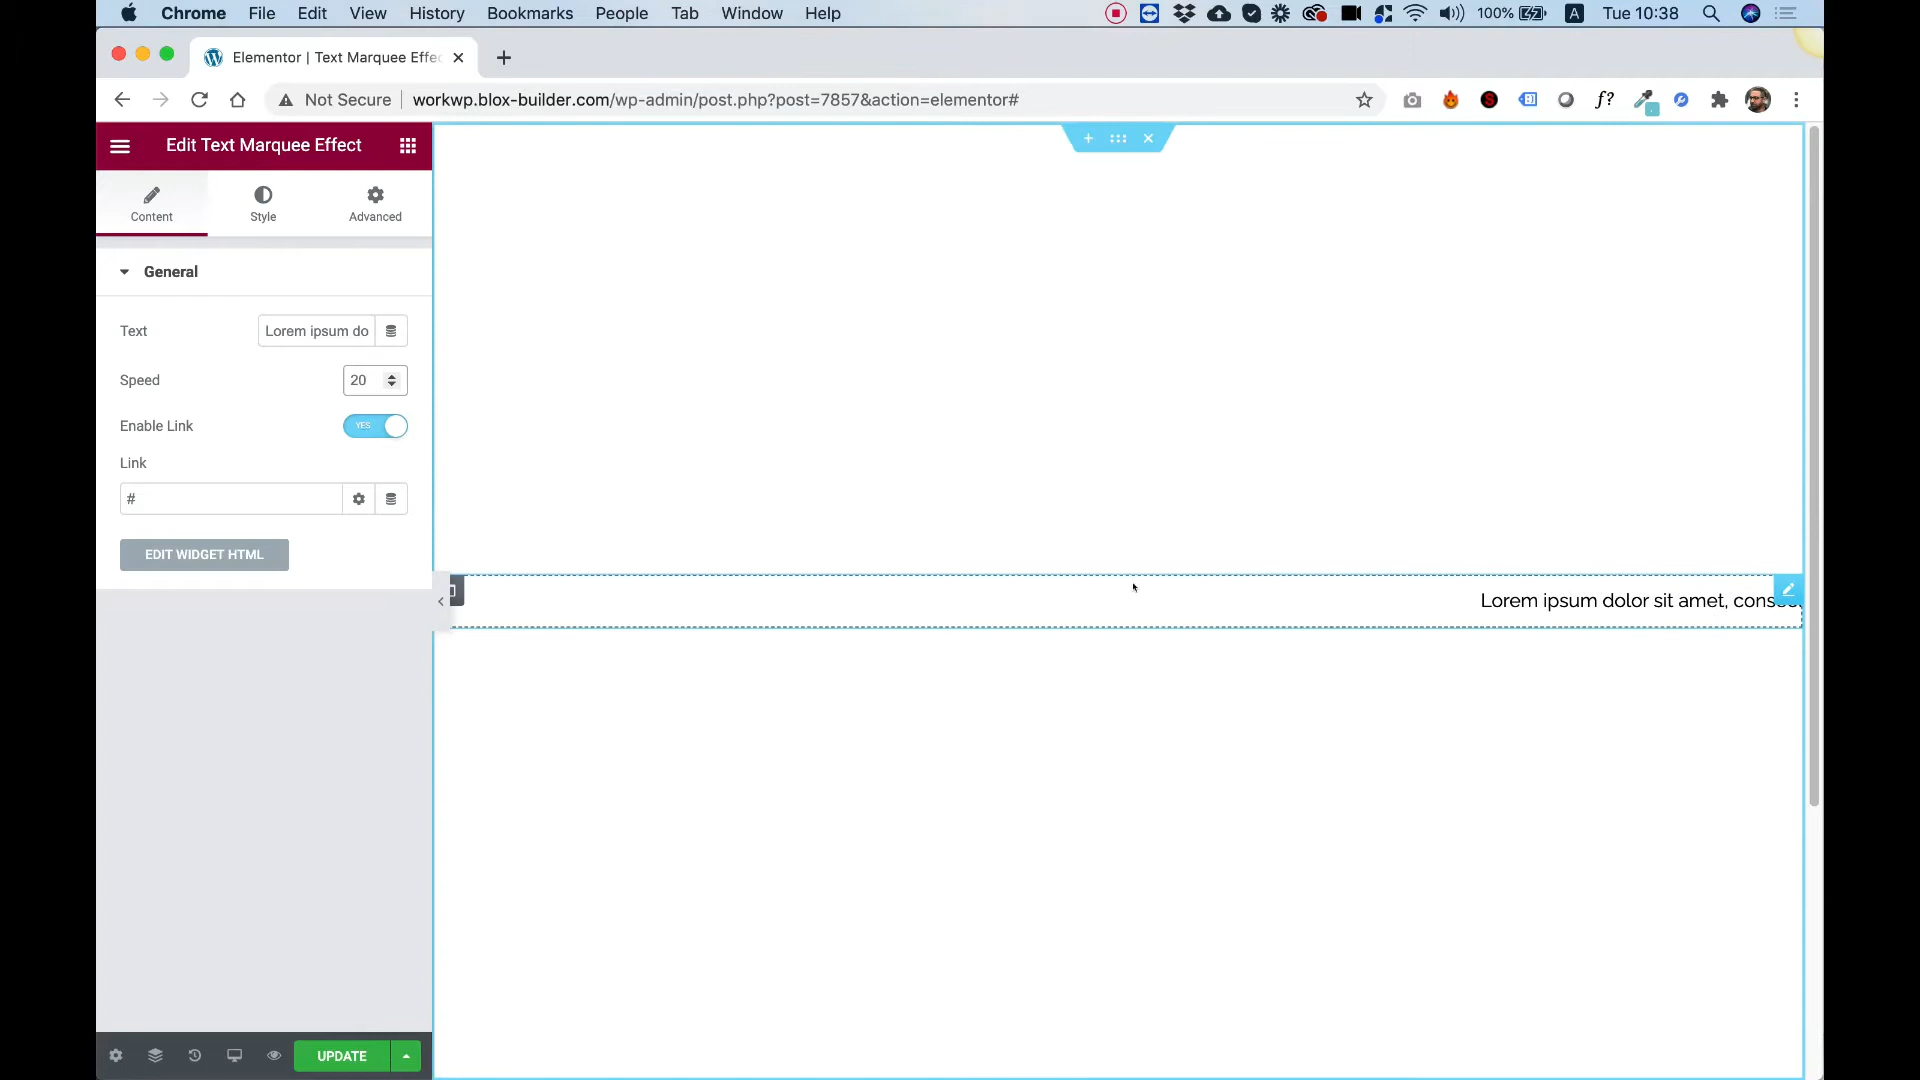 Chrome File Edit View History Bookmarks People Tab Window Help 100% A Tue 10:38
Elementor | Text Marquee Effec
Not Secure workwp.blox-builder.com/wp-admin/post.php?post=7857&action=elementor# f?
Edit Text Marquee Effect
Content Style Advanced
General
Text Lorem ipsum do
Speed 20
Enable Link YES
Link
#
EDIT WIDGET HTML
Lorem ipsum dolor sit amet, conse
UPDATE